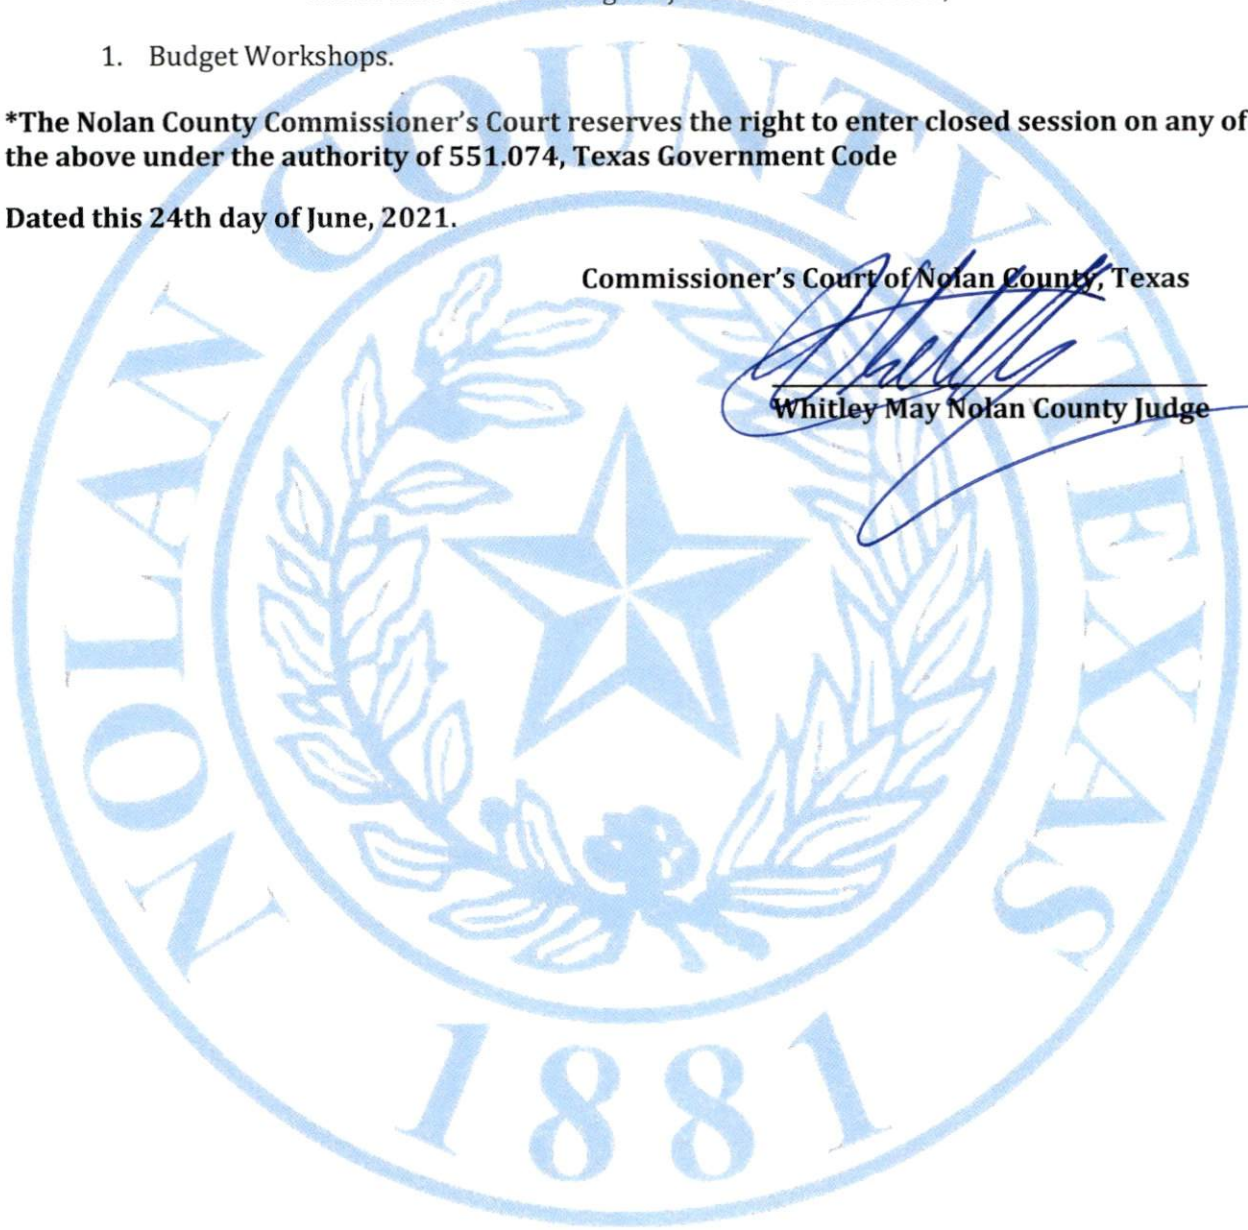 1. Budget Workshops.
*The Nolan County Commissioner's Court reserves the right to enter closed session on any of
the above under the authority of 551.074, Texas Government Code
Dated this 24th day of June, 2021.
Commissioner's Court of Nolan County, Texas
Whitley May Nolan County Judge
NOLAN COUNTY TEXAS
1881